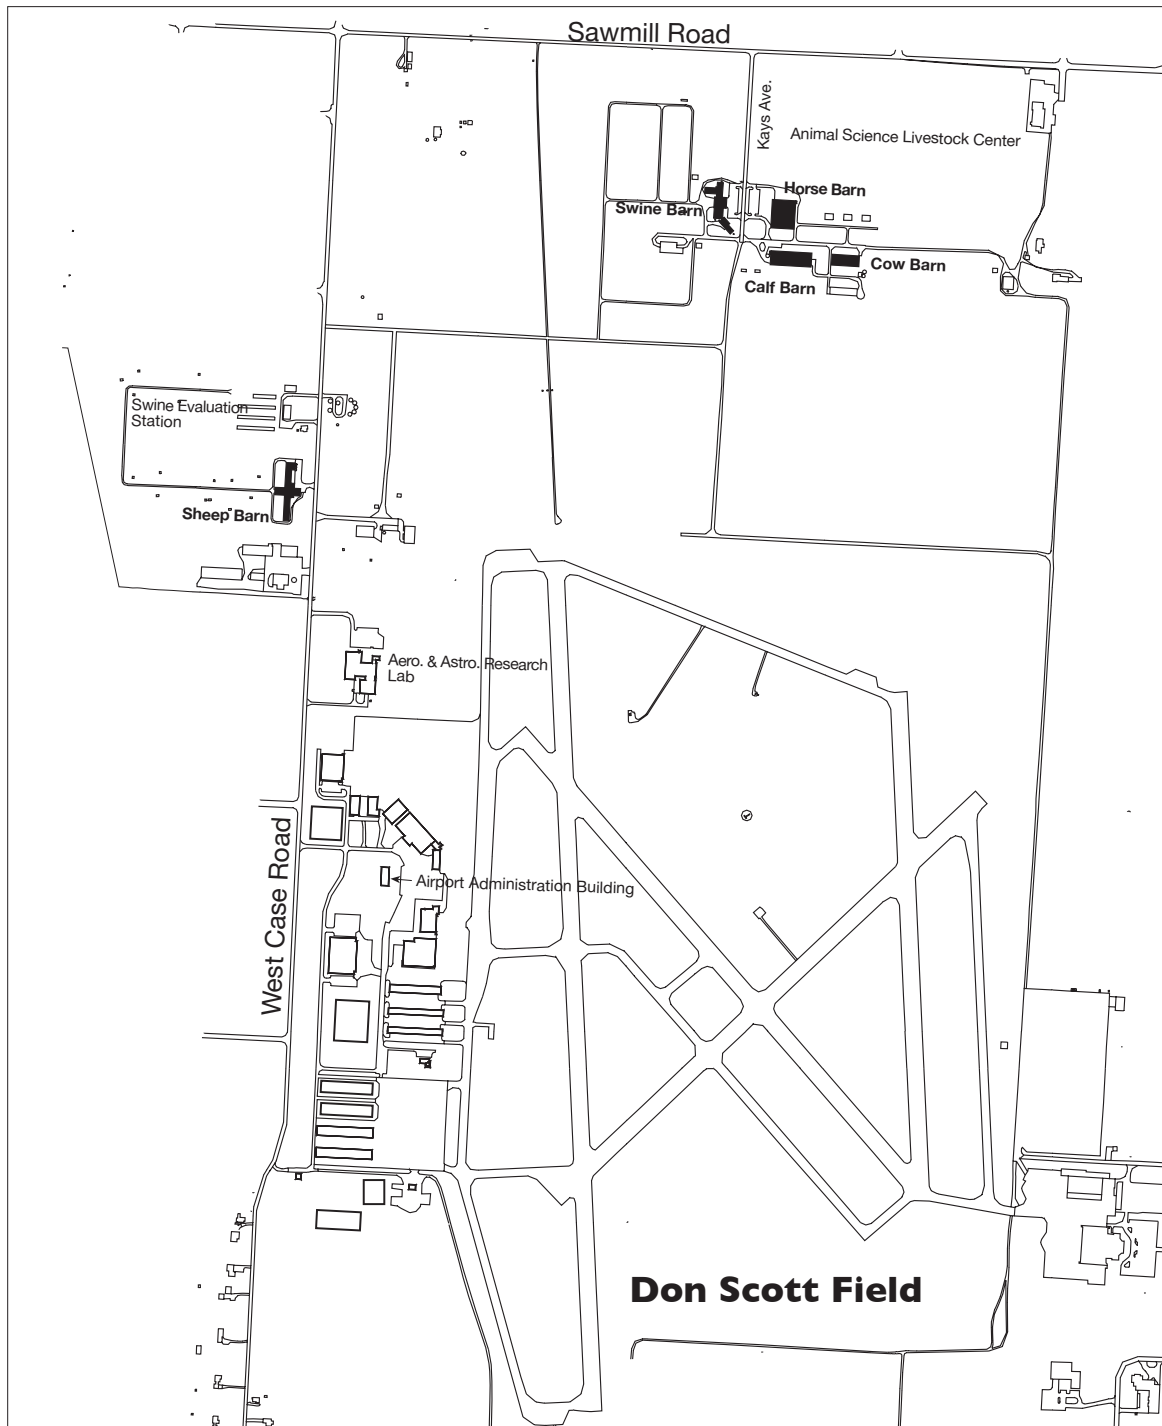 Sawmill Road
Kays Ave.
Animal Science Livestock Center
Horse Barn
Swine Barn
Cow Barn
Calf Barn
Swine Evaluation
Station
Sheep Barn
Aero. & Astro. Research
Lab
West Case Road
Airport Administration Building
Don Scott Field